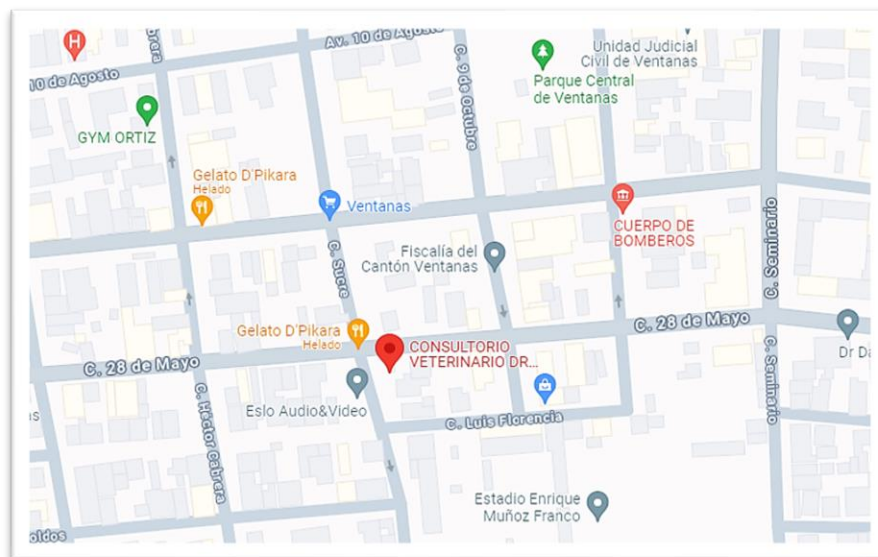 H
Av. 10 de Agosto
10 de Agosto
C. 9 de Octubre
Unidad Judicial
Civil de Ventanas
Parque Central
de Ventanas
GYM ORTIZ
Gelato D'Pikara
Helado
Ventanas
CUERPO DE
BOMBEROS
Fiscalía del
Cantón Ventanas
C. Sucre
C. Seminario
Gelato D'Pikara
Helado
C. 28 de Mayo
CONSULTORIO
VETERINARIO DR...
C. 28 de Mayo
Eslo Audio&Video
C. Luis Florencia
C. Seminario
C. Héctor Cabrera
Estadio Enrique
Muñoz Franco